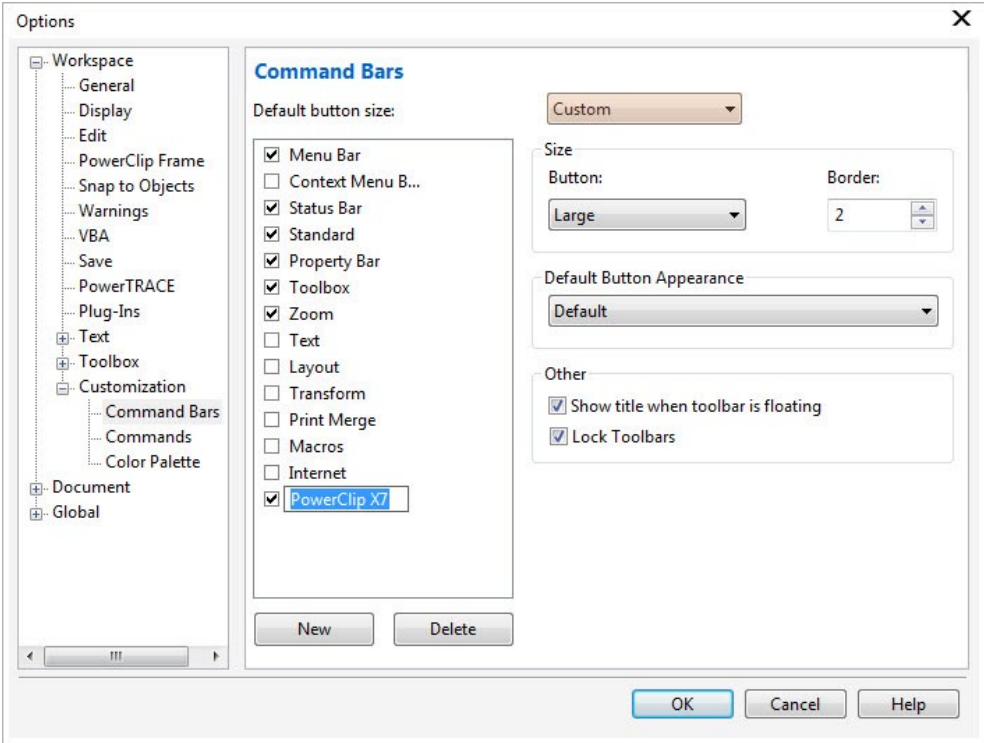 Options
Workspace
General
Display
Edit
PowerClip Frame
Snap to Objects
Warnings
VBA
Save
PowerTRACE
Plug-Ins
Text
Toolbox
Customization
Command Bars
Commands
Color Palette
Document
Global
Command Bars
Default button size:
Custom
Menu Bar
Context Menu B...
Status Bar
Standard
Property Bar
Toolbox
Zoom
Text
Layout
Transform
Print Merge
Macros
Internet
PowerClip X7
New Delete
Size
Button: Border:
Large 2
Default Button Appearance
Default
Other
Show title when toolbar is floating
Lock Toolbars
OK Cancel Help